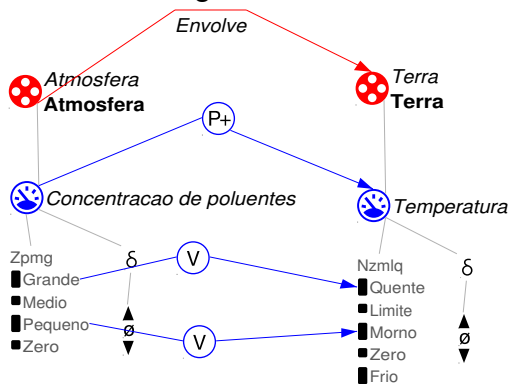 Envolve
Atmosfera
Atmosfera
Terra
Terra
P+
Concentracao de poluentes
Temperatura
Zpmg
δ
Grande
Medio
Pequeno
ø
Zero
V
V
Nzmlq
δ
Quente
Limite
Morno
ø
Zero
Frio